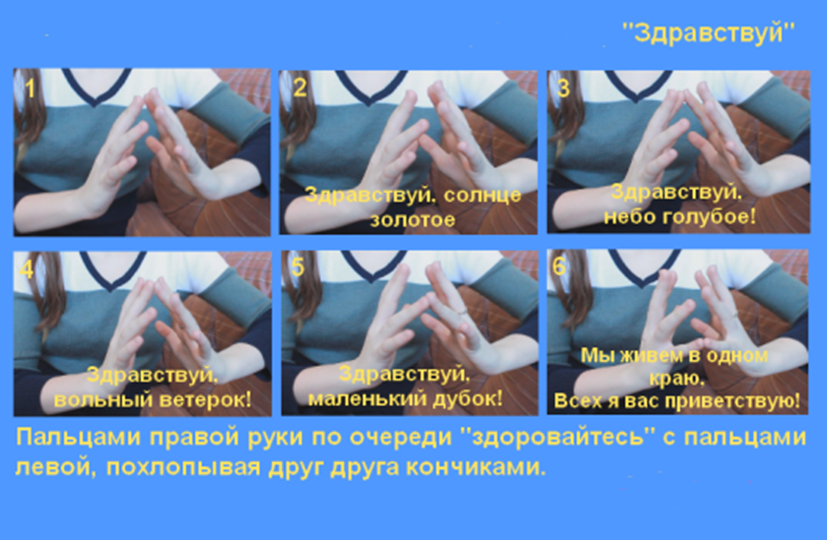 "Здравствуй"
1
2
Здравствуй, солнце
золотое
3
Здравствуй,
небо голубое!
4
Здравствуй,
вольный ветерок!
5
Здравствуй,
маленький дубок!
6
Мы живем в одном
краю,
Всех я вас приветствую!
Пальцами правой руки по очереди "здоровайтесь" с пальцами
левой, похлопывая друг друга кончиками.